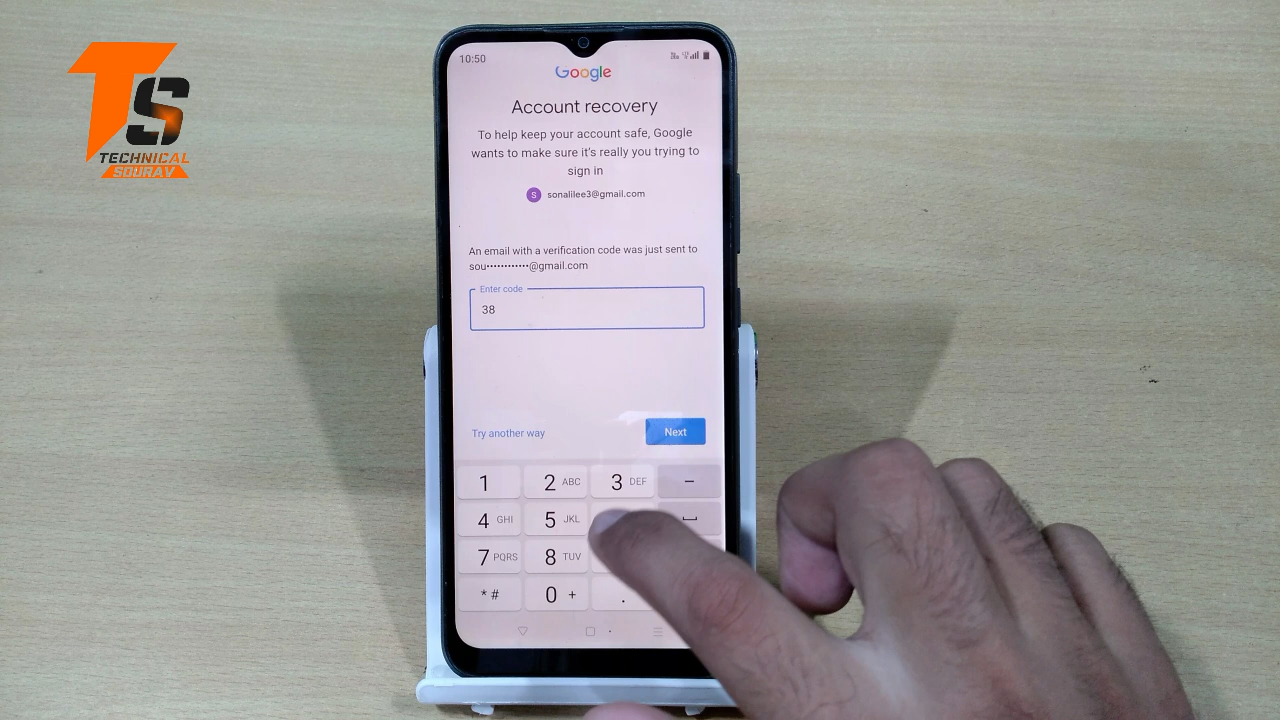 TS
TECHNICAL
SOURAV
10:50
Google
Account recovery
To help keep your account safe, Google
wants to make sure it's really you trying to
sign in
S sonalilee3@gmail.com
An email with a verification code was just sent to
sou••••••••••••@gmail.com
Enter code
38
Try another way
Next
1 2 ABC 3 DEF –
4 GHI 5 JKL
7 PQRS 8 TUV
*# 0 + .